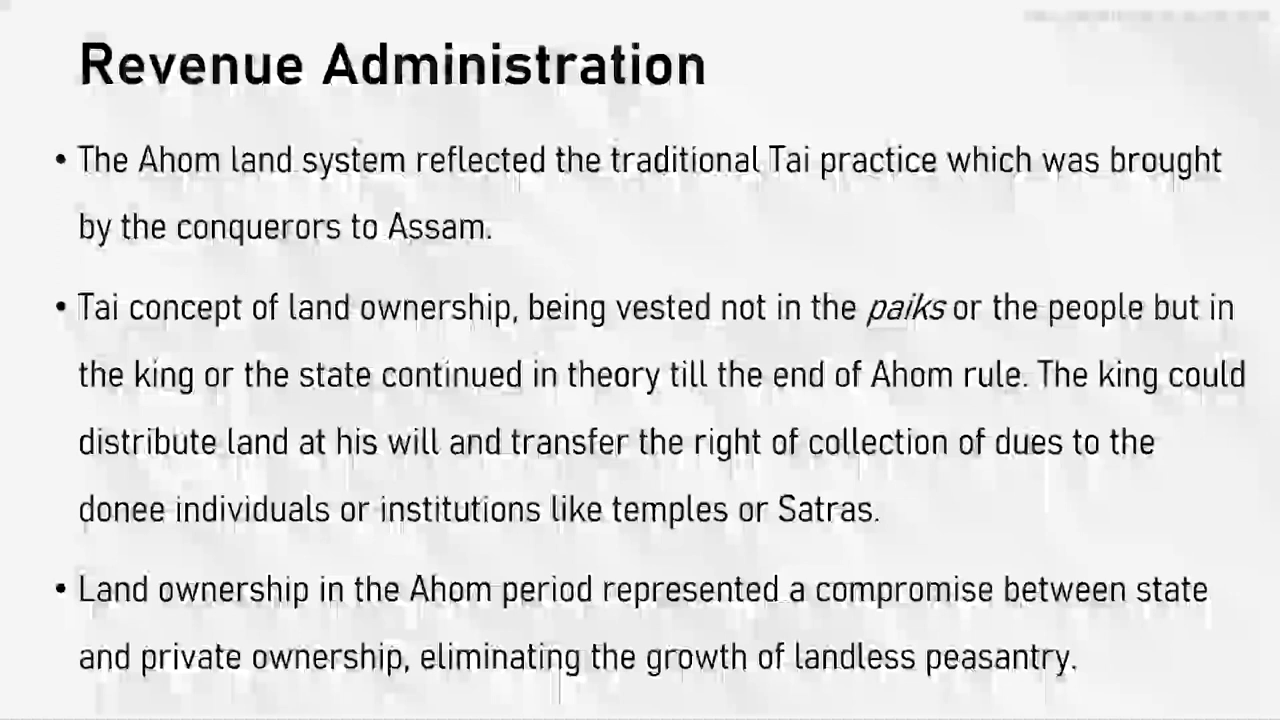 Revenue Administration
• The Ahom land system reflected the traditional Tai practice which was brought
by the conquerors to Assam.
• Tai concept of land ownership, being vested not in the paiks or the people but in
the king or the state continued in theory till the end of Ahom rule. The king could
distribute land at his will and transfer the right of collection of dues to the
donee individuals or institutions like temples or Satras.
• Land ownership in the Ahom period represented a compromise between state
and private ownership, eliminating the growth of landless peasantry.